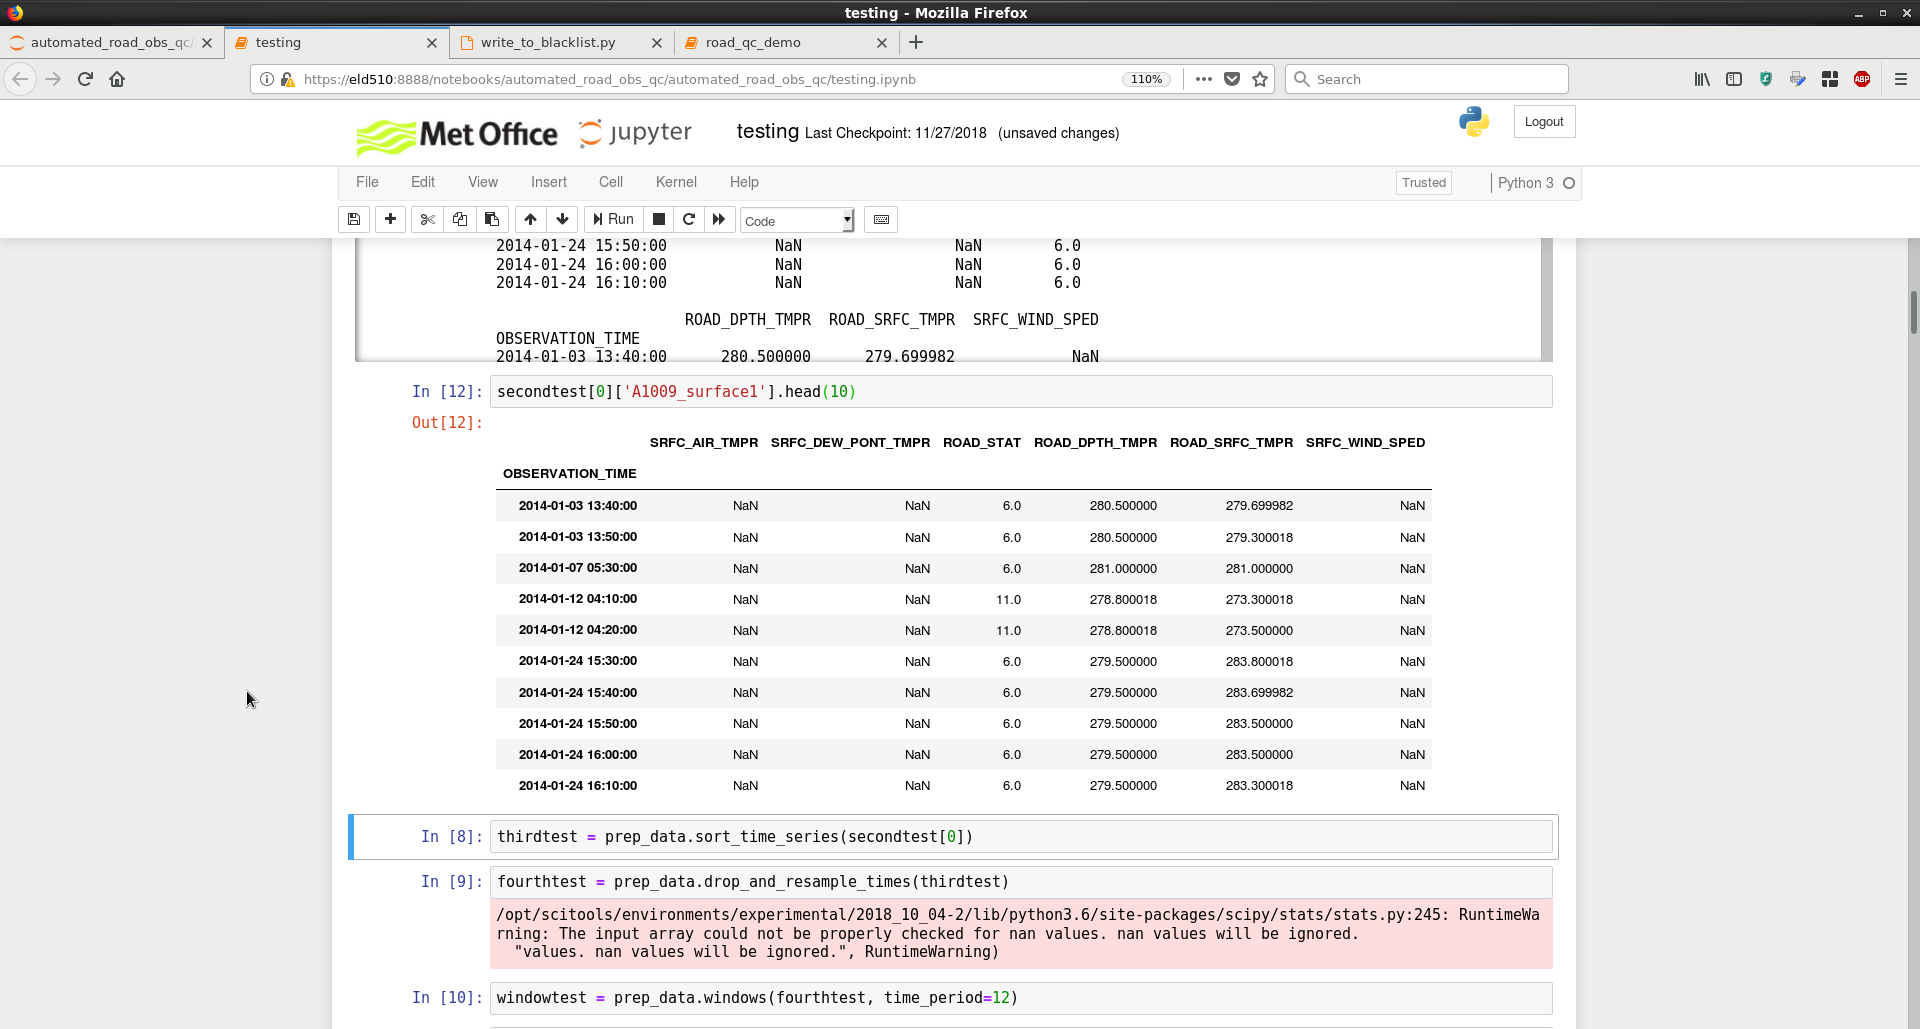 testing - Mozilla Firefox
automated_road_obs_qc/
testing
write_to_blacklist.py
road_qc_demo
https://eld510:8888/notebooks/automated_road_obs_qc/automated_road_obs_qc/testing.ipynb
110%
Search
ABP
Met Office
jupyter
testing Last Checkpoint: 11/27/2018 (unsaved changes)
Logout
File Edit View Insert Cell Kernel Help
Trusted
Python 3
Run
Code
2014-01-24 15:50:00 NaN NaN 6.0
2014-01-24 16:00:00 NaN NaN 6.0
2014-01-24 16:10:00 NaN NaN 6.0
ROAD_DPTH_TMPR ROAD_SRFC_TMPR SRFC_WIND_SPED
OBSERVATION_TIME
2014-01-03 13:40:00 280.500000 279.699982 NaN
In [12]: secondtest[0]['A1009_surface1'].head(10)
Out[12]:
SRFC_AIR_TMPR SRFC_DEW_PONT_TMPR ROAD_STAT ROAD_DPTH_TMPR ROAD_SRFC_TMPR SRFC_WIND_SPED
OBSERVATION_TIME
2014-01-03 13:40:00 NaN NaN 6.0 280.500000 279.699982 NaN
2014-01-03 13:50:00 NaN NaN 6.0 280.500000 279.300018 NaN
2014-01-07 05:30:00 NaN NaN 6.0 281.000000 281.000000 NaN
2014-01-12 04:10:00 NaN NaN 11.0 278.800018 273.300018 NaN
2014-01-12 04:20:00 NaN NaN 11.0 278.800018 273.500000 NaN
2014-01-24 15:30:00 NaN NaN 6.0 279.500000 283.800018 NaN
2014-01-24 15:40:00 NaN NaN 6.0 279.500000 283.699982 NaN
2014-01-24 15:50:00 NaN NaN 6.0 279.500000 283.500000 NaN
2014-01-24 16:00:00 NaN NaN 6.0 279.500000 283.500000 NaN
2014-01-24 16:10:00 NaN NaN 6.0 279.500000 283.300018 NaN
In [8]: thirdtest = prep_data.sort_time_series(secondtest[0])
In [9]: fourthtest = prep_data.drop_and_resample_times(thirdtest)
/opt/scitools/environments/experimental/2018_10_04-2/lib/python3.6/site-packages/scipy/stats/stats.py:245: RuntimeWa
rning: The input array could not be properly checked for nan values. nan values will be ignored.
"values. nan values will be ignored.", RuntimeWarning)
In [10]: windowtest = prep_data.windows(fourthtest, time_period=12)